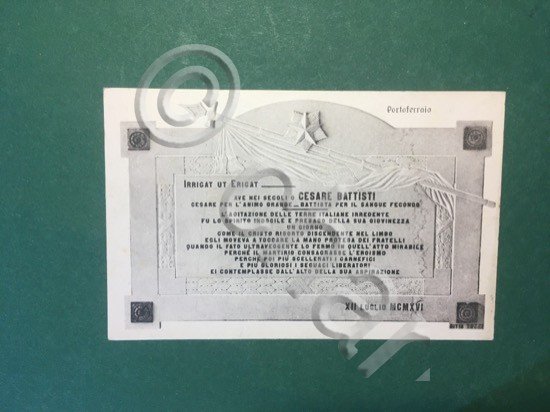 Portoferraio
IRRIGAT UT ERIGAT
AVE NEI SECOLI O CESARE BATTISTI
CESARE PER L'ANIMO GRANDE _ BATTISTA PER IL SANGUE FECONDO
L'AGITAZIONE DELLE TERRE ITALIANE IRREDENTE
FU LO SPIRITO INDOCILE E PRESAGO DELLA SUA GIOVINEZZA
UN GIORNO
COME IL CRISTO RISORTO DISCENDENTE NEL LIMBO
EGLI MOVEVA A TOCCARE LA MANO PROTESA DEI FRATELLI
QUANDO IL FATO ULTRAVEGGENTE LO FERMÒ IN QUELL'ATTO MIRABILE
PERCHÈ IL MARTIRIO CONSAGRASSE L'EROISMO
PERCHÈ POI PIÙ SCELLERATI I CARNEFICI
E PIÙ GLORIOSI I SEGUACI LIBERATORI
EI CONTEMPLASSE DALL'ALTO DELLA SUA ASPIRAZIONE
XII LUGLIO MCMXVI